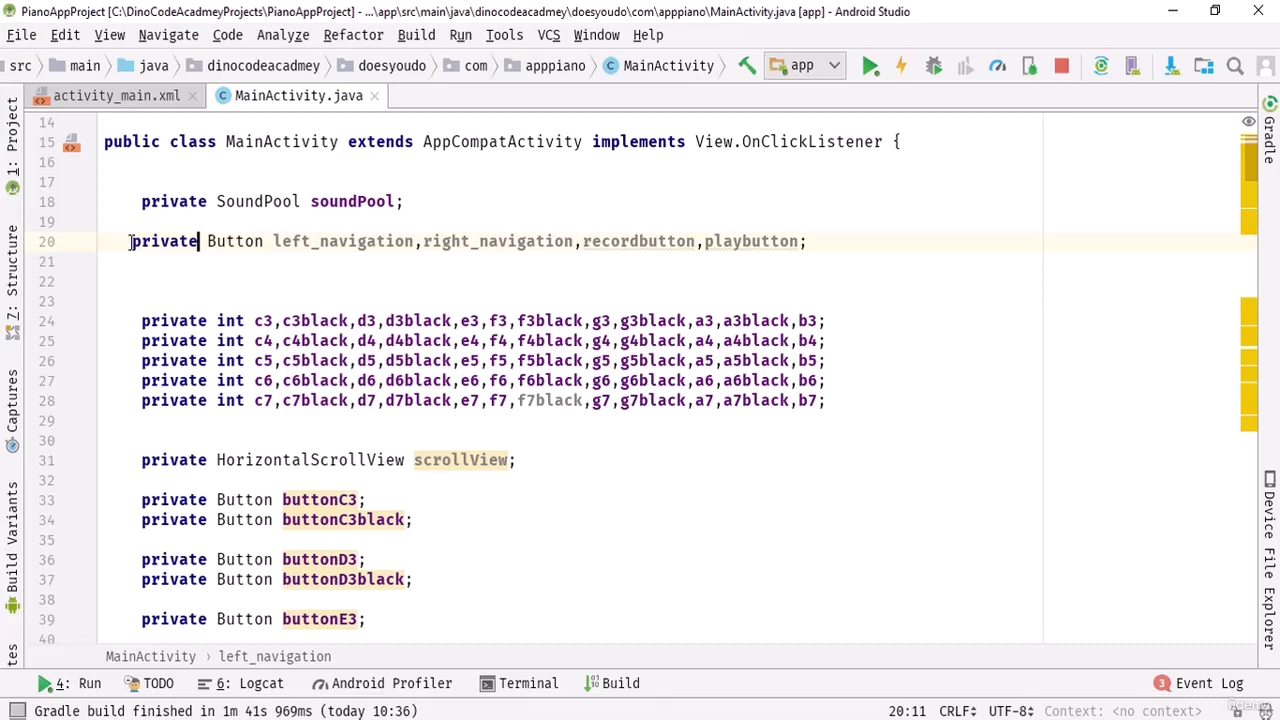 PianoAppProject [C:\DinoCodeAcadmeyProjects\PianoAppProject] - ...\app\src\main\java\dinocodeacadmey\doesyoudo\com\apppiano\MainActivity.java [app] - Android Studio
File Edit View Navigate Code Analyze Refactor Build Run Tools VCS Window Help
src main java dinocodeacadmey doesyoudo com apppiano MainActivity app
activity_main.xml MainActivity.java
14
15 public class MainActivity extends AppCompatActivity implements View.OnClickListener {
16
17
18 private SoundPool soundPool;
19
20 private Button left_navigation,right_navigation,recordbutton,playbutton;
21
22
23
24 private int c3,c3black,d3,d3black,e3,f3,f3black,g3,g3black,a3,a3black,b3;
25 private int c4,c4black,d4,d4black,e4,f4,f4black,g4,g4black,a4,a4black,b4;
26 private int c5,c5black,d5,d5black,e5,f5,f5black,g5,g5black,a5,a5black,b5;
27 private int c6,c6black,d6,d6black,e6,f6,f6black,g6,g6black,a6,a6black,b6;
28 private int c7,c7black,d7,d7black,e7,f7,f7black,g7,g7black,a7,a7black,b7;
29
30
31 private HorizontalScrollView scrollView;
32
33 private Button buttonC3;
34 private Button buttonC3black;
35
36 private Button buttonD3;
37 private Button buttonD3black;
38
39 private Button buttonE3;
40
1: Project
7: Structure
Captures
Build Variants
Gradle
Device File Explorer
MainActivity › left_navigation
4: Run TODO 6: Logcat Android Profiler Terminal Build 3 Event Log
Gradle build finished in 1m 41s 969ms (today 10:36) 20:11 CRLF UTF-8 Context: <no context>